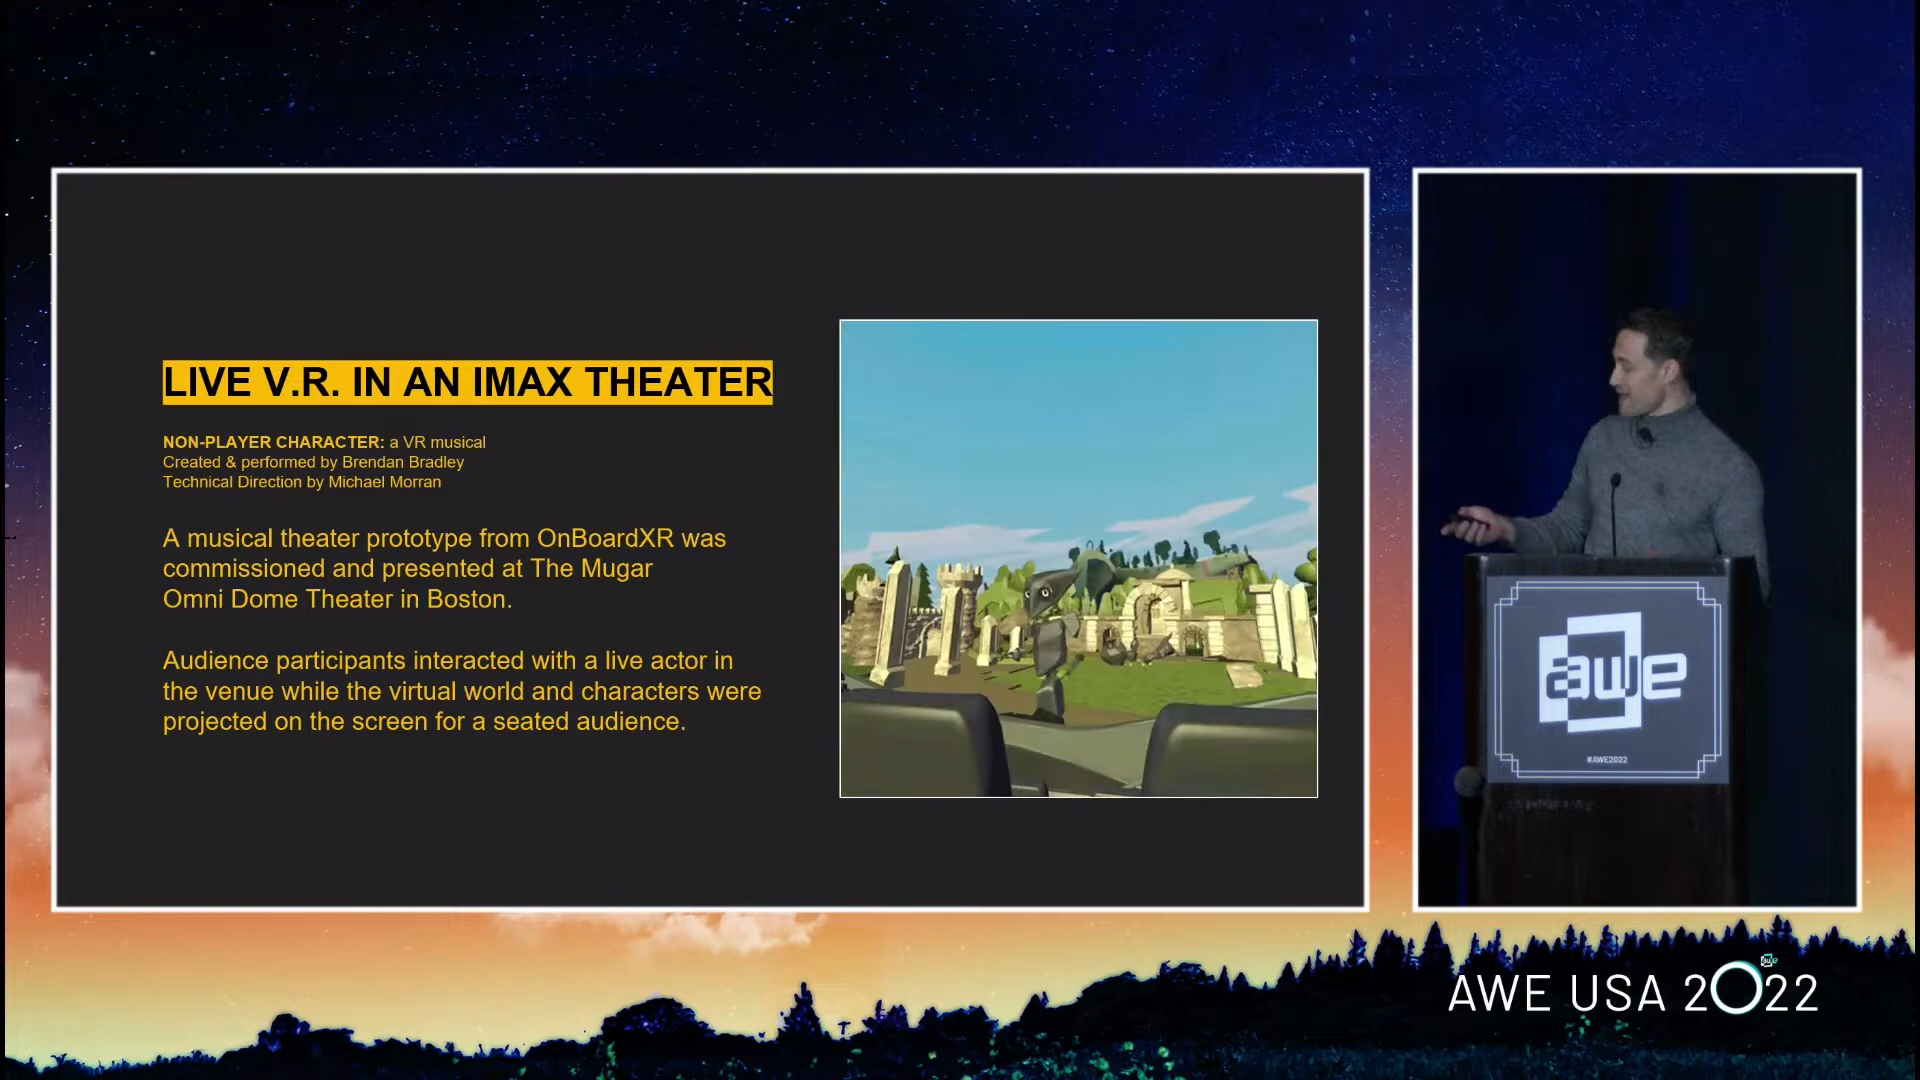 LIVE V.R. IN AN IMAX THEATER
NON-PLAYER CHARACTER: a VR musical
Created & performed by Brendan Bradley
Technical Direction by Michael Morran
A musical theater prototype from OnBoardXR was
commissioned and presented at The Mugar
Omni Dome Theater in Boston.
Audience participants interacted with a live actor in
the venue while the virtual world and characters were
projected on the screen for a seated audience.
awe
#AWE2022
AWE USA 2022